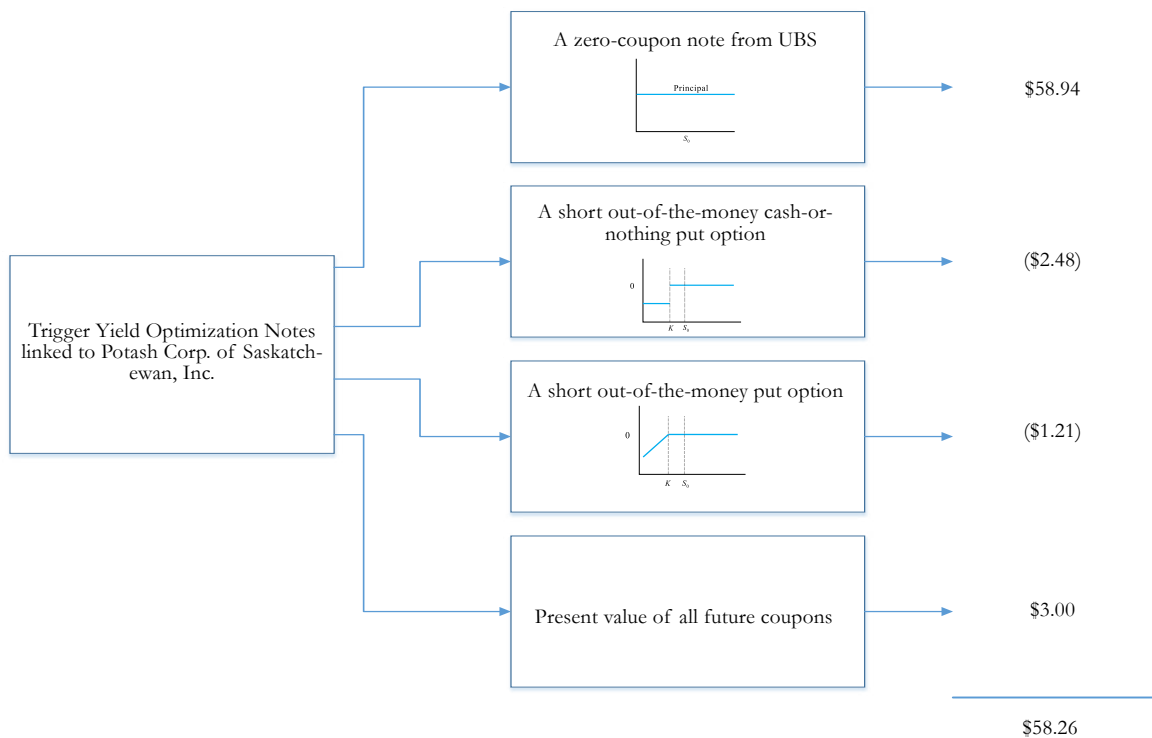 A zero-coupon note from UBS
Principal
S0
$58.94
A short out-of-the-money cash-or-
nothing put option
0
K
S0
($2.48)
Trigger Yield Optimization Notes
linked to Potash Corp. of Saskatch-
ewan, Inc.
A short out-of-the-money put option
0
K
S0
($1.21)
Present value of all future coupons
$3.00
$58.26